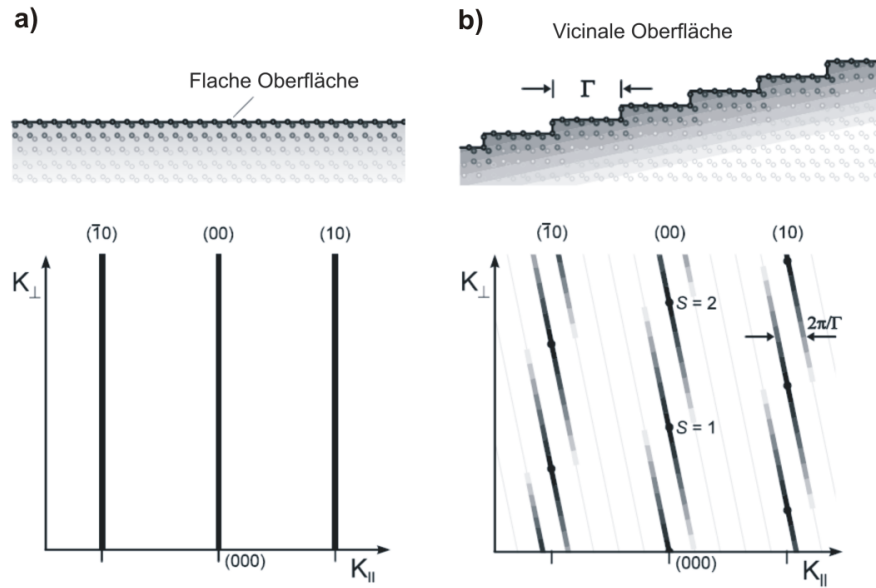 a)
Flache Oberfläche
(1̄0) (00) (10)
K⊥
(000)
K||
b)
Vicinale Oberfläche
Γ
(1̄0) (00) (10)
K⊥
S = 2
2π/Γ
S = 1
(000)
K||